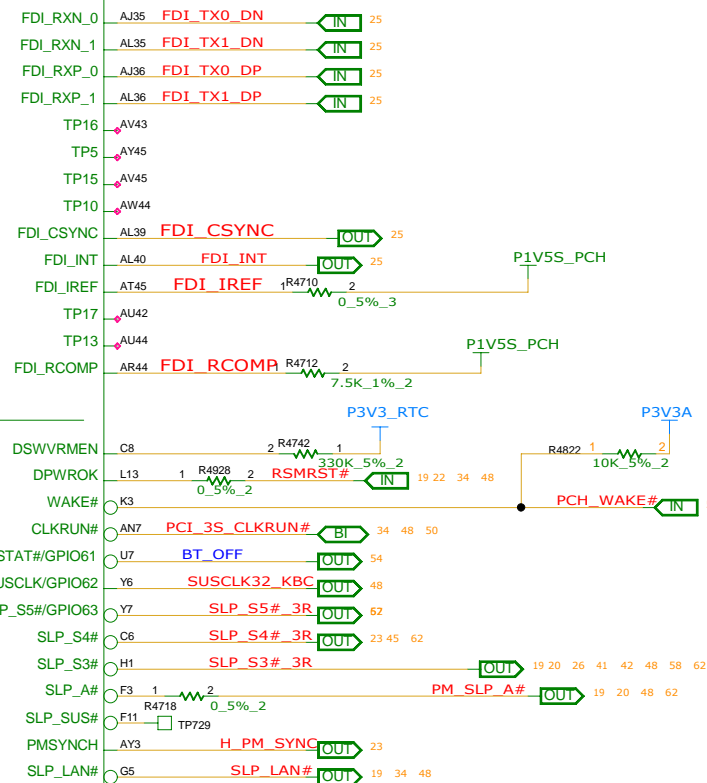 FDI_RXN_0 AJ35 FDI_TX0_DN IN 25
FDI_RXN_1 AL35 FDI_TX1_DN IN 25
FDI_RXP_0 AJ36 FDI_TX0_DP IN 25
FDI_RXP_1 AL36 FDI_TX1_DP IN 25
TP16 AV43
TP5 AY45
TP15 AV45
TP10 AW44
FDI_CSYNC AL39 FDI_CSYNC OUT 25
FDI_INT AL40 FDI_INT OUT 25 P1V5S_PCH
FDI_IREF AT45 FDI_IREF 1 R4710 2
0_5%_3
TP17 AU42
TP13 AU44
P1V5S_PCH
FDI_RCOMP AR44 FDI_RCOMP 1 R4712 2
7.5K_1%_2
P3V3_RTC P3V3A
DSWVRMEN C8 2 R4742 1 R4822 1 2
330K_5%_2 10K_5%_2
DPWROK L13 1 R4928 2 RSMRST# IN 19 22 34 48
0_5%_2
WAKE# K3 PCH_WAKE# IN
CLKRUN# AN7 PCI_3S_CLKRUN# BI 34 48 50
STAT#/GPIO61 U7 BT_OFF OUT 54
USCLK/GPIO62 Y6 SUSCLK32_KBC OUT 48
P_S5#/GPIO63 Y7 SLP_S5#_3R OUT 62
SLP_S4# C6 SLP_S4#_3R OUT 23 45 62
SLP_S3# H1 SLP_S3#_3R OUT 19 20 26 41 42 48 58 62
SLP_A# F3 1 2 PM_SLP_A# OUT 19 20 48 62
R4718 0_5%_2
SLP_SUS# F11 TP729
PMSYNCH AY3 H_PM_SYNC OUT 23
SLP_LAN# G5 SLP_LAN# OUT 19 34 48